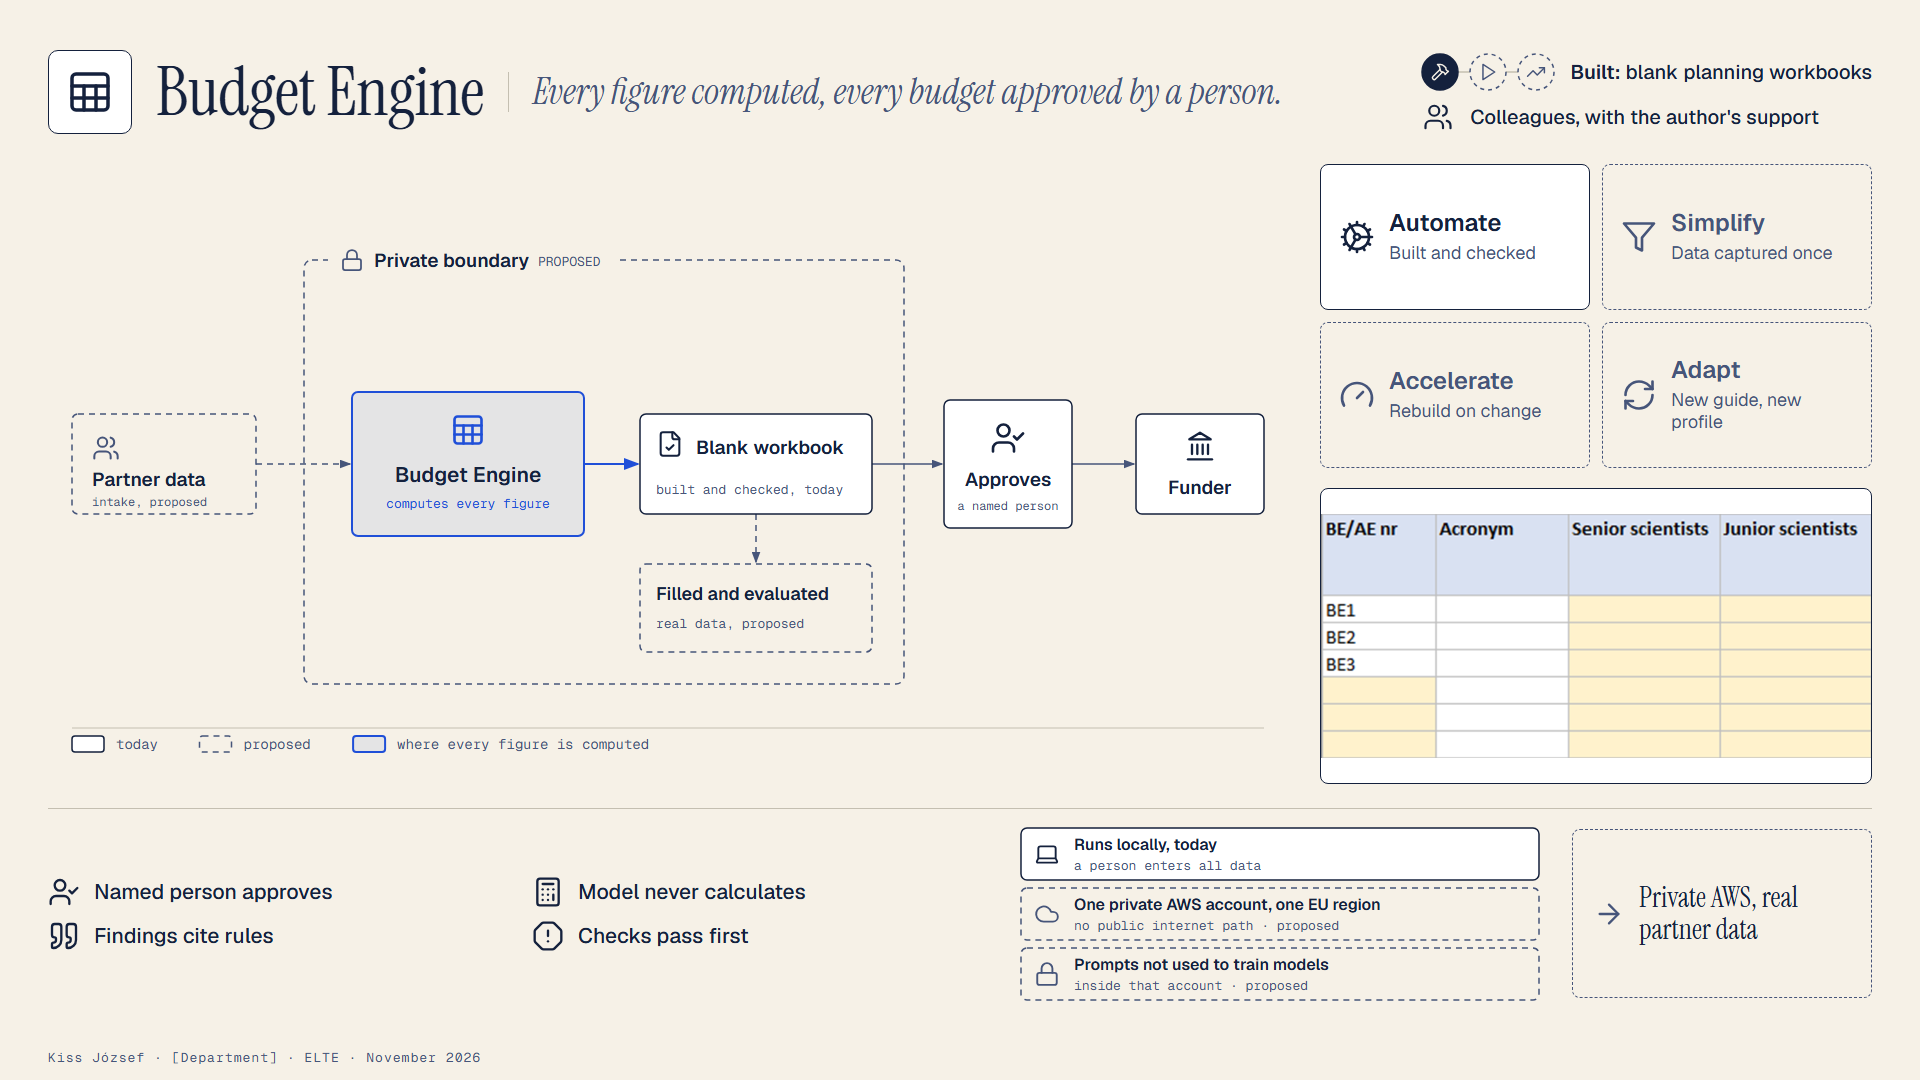 Budget Engine
Every figure computed, every budget approved by a person.
Built: blank planning workbooks
Colleagues, with the author's support
Private boundary PROPOSED
Partner data
intake, proposed
Budget Engine
computes every figure
Blank workbook
built and checked, today
Filled and evaluated
real data, proposed
Approves
a named person
Funder
today
proposed
where every figure is computed
Automate
Built and checked
Simplify
Data captured once
Accelerate
Rebuild on change
Adapt
New guide, new
profile
BE/AE nr Acronym Senior scientists Junior scientists
BE1
BE2
BE3
Named person approves
Findings cite rules
Model never calculates
Checks pass first
Runs locally, today
a person enters all data
One private AWS account, one EU region
no public internet path · proposed
Prompts not used to train models
inside that account · proposed
Private AWS, real
partner data
Kiss József · [Department] · ELTE · November 2026